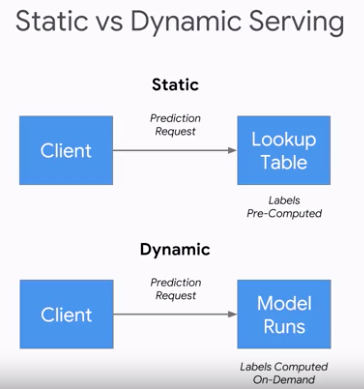 Static vs Dynamic Serving
Static
Client
Prediction
Request
Lookup
Table
Labels
Pre-Computed
Dynamic
Client
Prediction
Request
Model
Runs
Labels Computed
On-Demand